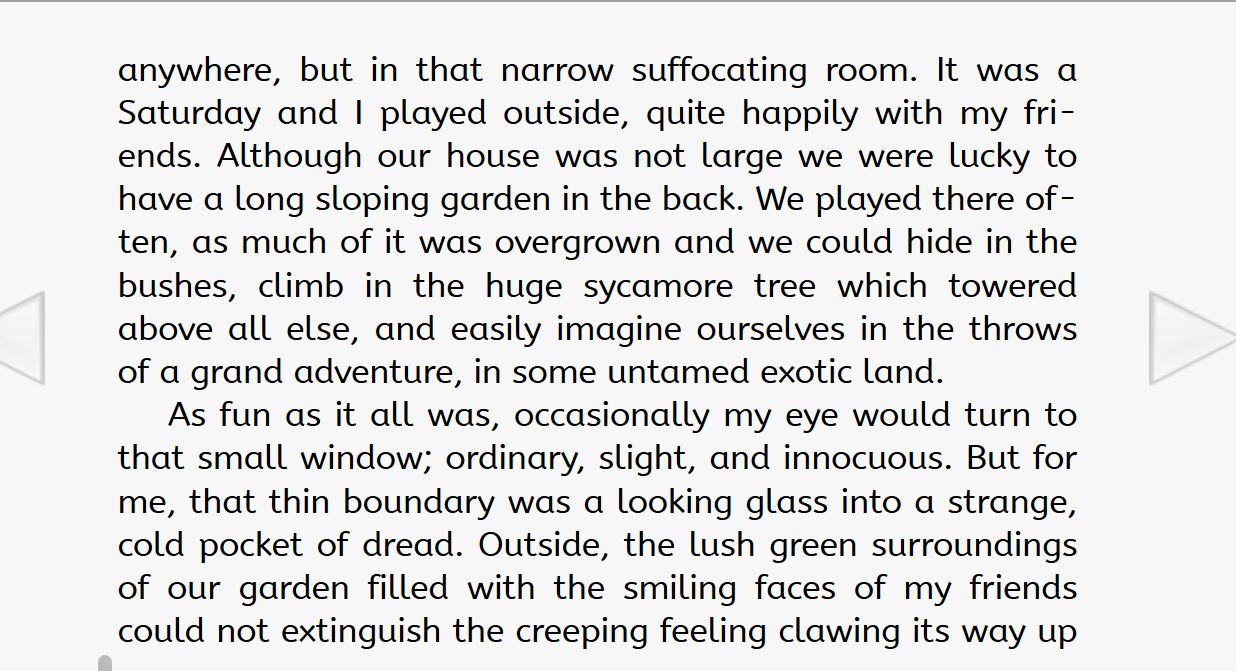 anywhere, but in that narrow suffocating room. It was a
Saturday and I played outside, quite happily with my fri-
ends. Although our house was not large we were lucky to
have a long sloping garden in the back. We played there of-
ten, as much of it was overgrown and we could hide in the
bushes, climb in the huge sycamore tree which towered
above all else, and easily imagine ourselves in the throws
of a grand adventure, in some untamed exotic land.
As fun as it all was, occasionally my eye would turn to
that small window; ordinary, slight, and innocuous. But for
me, that thin boundary was a looking glass into a strange,
cold pocket of dread. Outside, the lush green surroundings
of our garden filled with the smiling faces of my friends
could not extinguish the creeping feeling clawing its way up